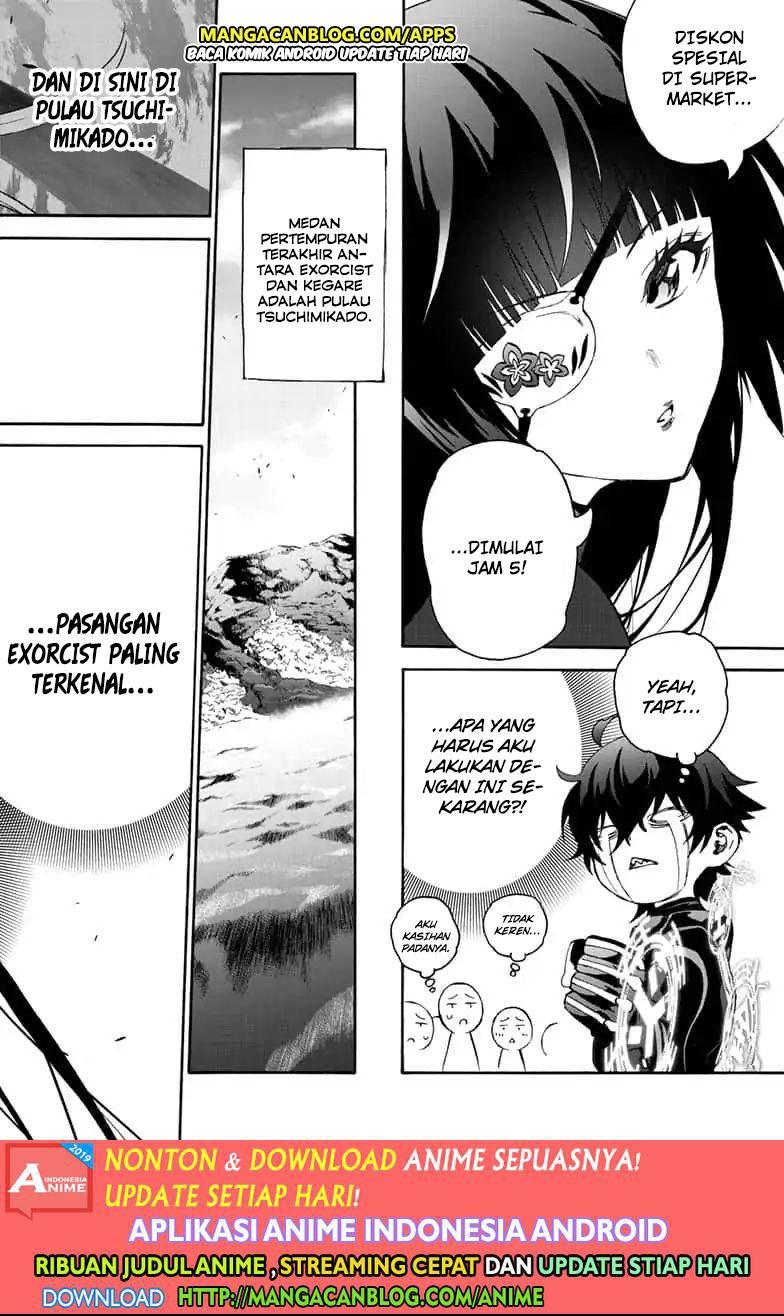 MANGACANBLOG.COM/APPS
BACA KOMIK ANDROID UPDATE TIAP HARI
DISKON
SPESIAL
DI SUPER-
MARKET...
...DIMULAI
JAM 5!
YEAH,
TAPI...
...APA YANG
HARUS AKU
LAKUKAN DE-
NGAN INI SE-
KARANG?!
TIDAK
KEREN...
AKU
KASIHAN
PADANYA.
MEDAN
PERTEMPURAN
TERAKHIR AN-
TARA EXORCIST
DAN KEGARE
ADALAH PULAU
TSUCHIMIKADO.
DAN DI SINI DI
PULAU TSUCHI-
MIKADO...
...PASANGAN
EXORCIST PALING
TERKENAL...
2019
A INDONESIA
ANIME
NONTON & DOWNLOAD ANIME SEPUASNYA!
UPDATE SETIAP HARI!
APLIKASI ANIME INDONESIA ANDROID
RIBUAN JUDUL ANIME , STREAMING CEPAT DAN UPDATE STIAP HARI
DOWNLOAD HTTP://MANGACANBLOG.COM/ANIME